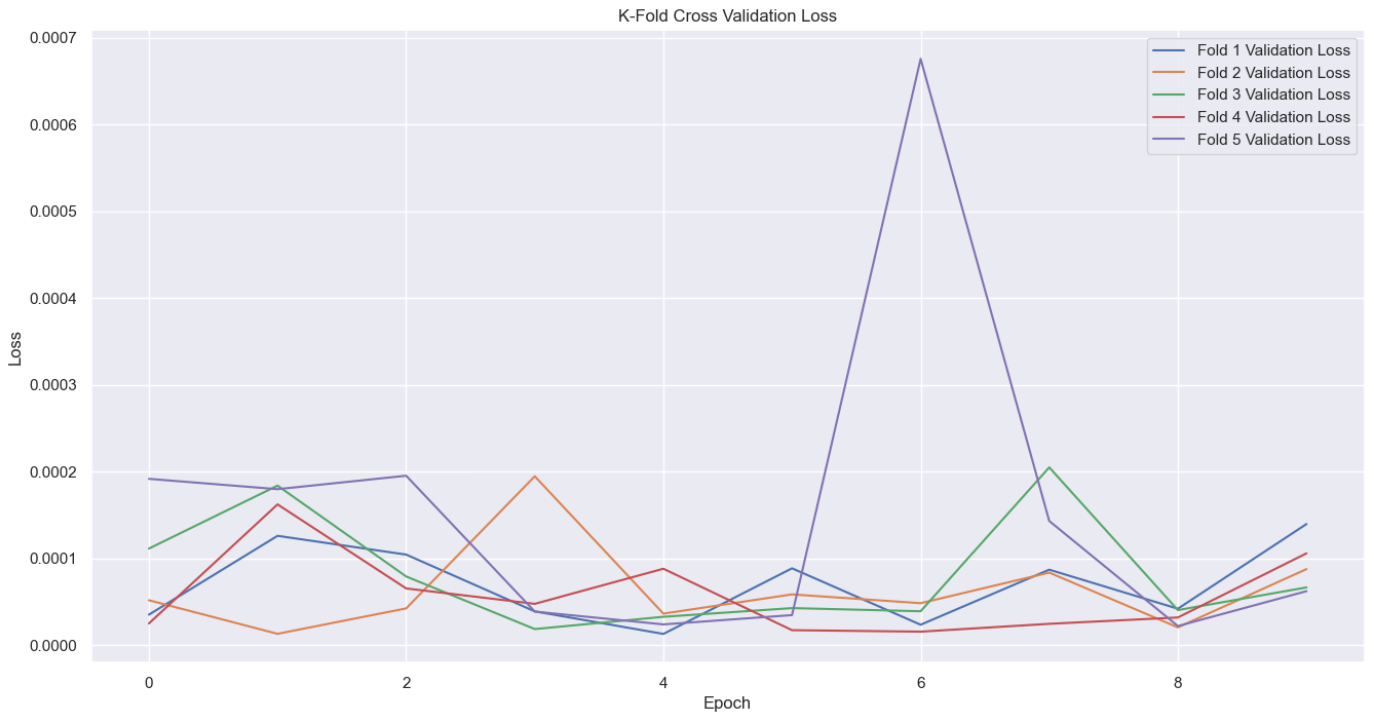 K-Fold Cross Validation Loss
0.0007
0.0006
0.0005
0.0004
0.0003
0.0002
0.0001
0.0000
Loss
Fold 1 Validation Loss
Fold 2 Validation Loss
Fold 3 Validation Loss
Fold 4 Validation Loss
Fold 5 Validation Loss
0 2 4 6 8
Epoch